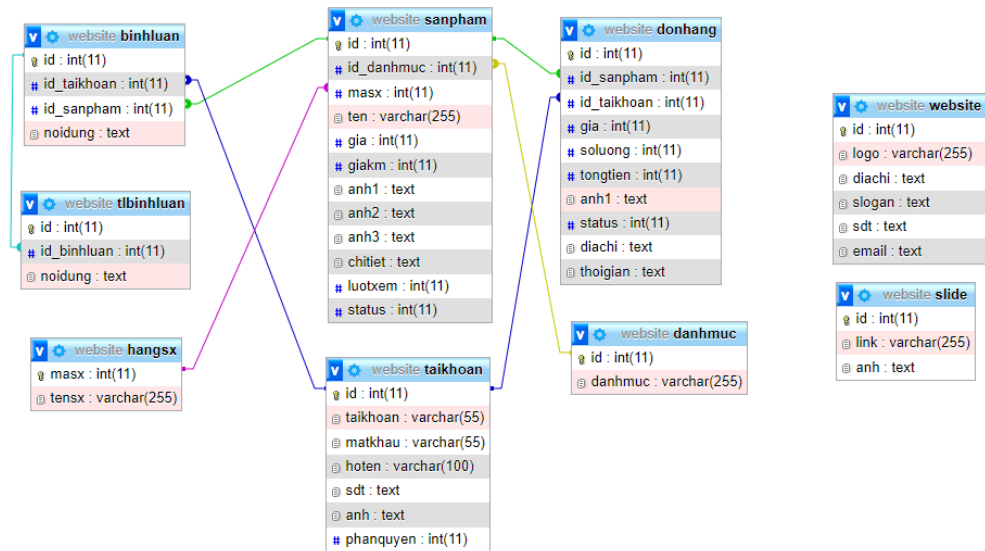 website binhluan
id : int(11)
id_taikhoan : int(11)
id_sanpham : int(11)
noidung : text
website tlbinhluan
id : int(11)
id_binhluan : int(11)
noidung : text
website hangsx
masx : int(11)
tensx : varchar(255)
website sanpham
id : int(11)
id_danhmuc : int(11)
masx : int(11)
ten : varchar(255)
gia : int(11)
giakm : int(11)
anh1 : text
anh2 : text
anh3 : text
chitiet : text
luotxem : int(11)
status : int(11)
website taikhoan
id : int(11)
taikhoan : varchar(55)
matkhau : varchar(55)
hoten : varchar(100)
sdt : text
anh : text
phanquyen : int(11)
website donhang
id : int(11)
id_sanpham : int(11)
id_taikhoan : int(11)
gia : int(11)
soluong : int(11)
tongtien : int(11)
anh1 : text
status : int(11)
diachi : text
thoigian : text
website danhmuc
id : int(11)
danhmuc : varchar(255)
website website
id : int(11)
logo : varchar(255)
diachi : text
slogan : text
sdt : text
email : text
website slide
id : int(11)
link : varchar(255)
anh : text